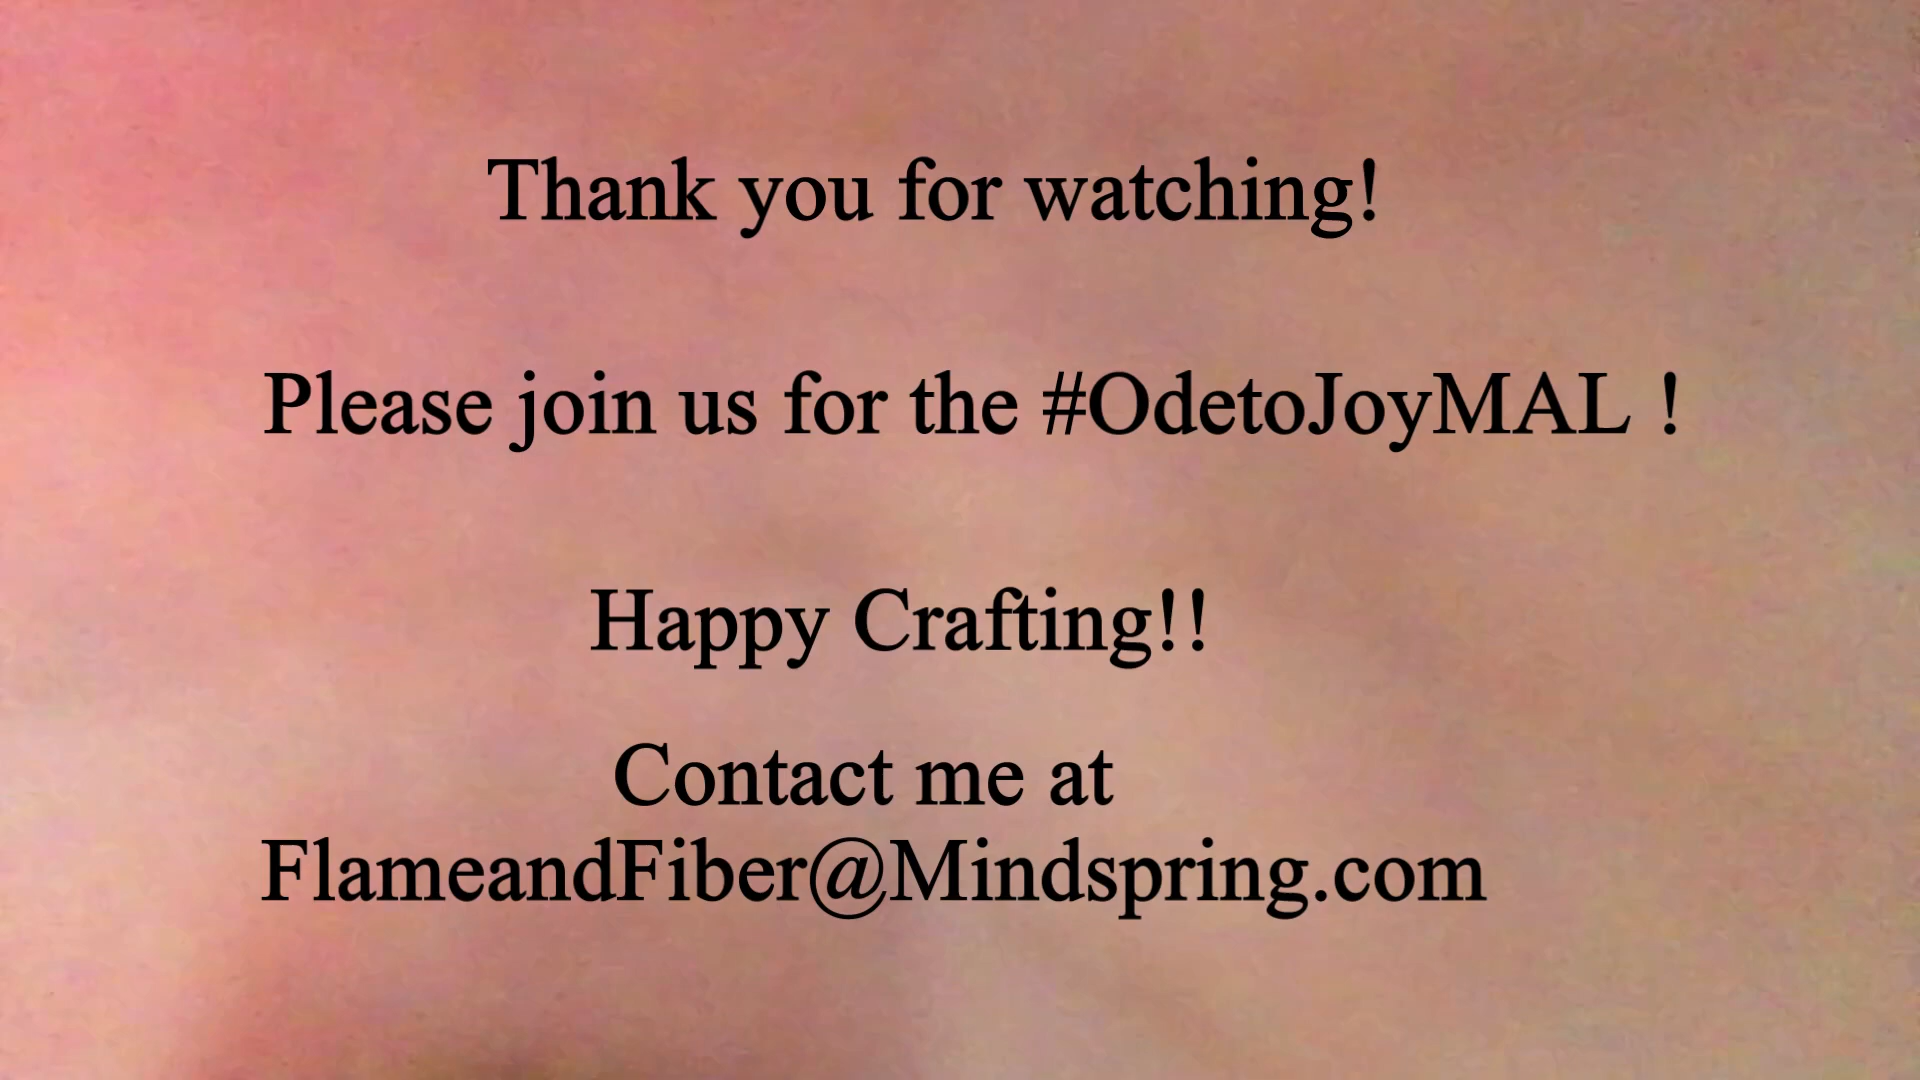 Thank you for watching!
Please join us for the #OdetoJoyMAL !
Happy Crafting!!
Contact me at
FlameandFiber@Mindspring.com